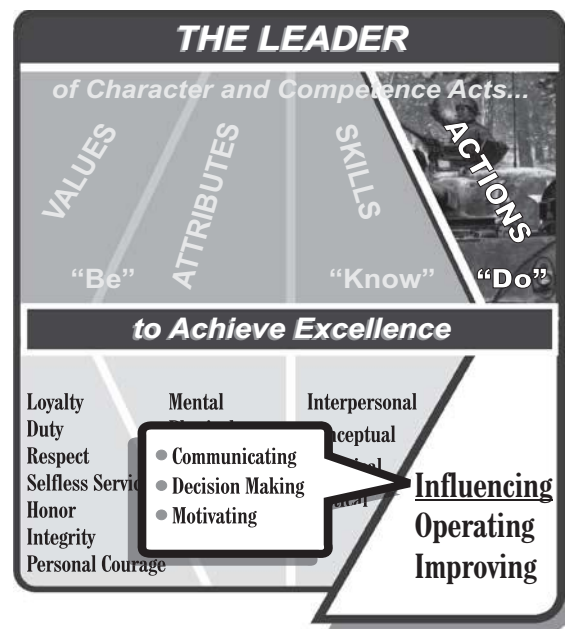 THE LEADER
of Character and Competence Acts...
VALUES
ATTRIBUTES
SKILLS
ACTIONS
"Be"
"Know"
"Do"
to Achieve Excellence
Loyalty
Duty
Respect
Selfless
Honor
Integrity
Personal Courage
Mental
Interpersonal
Communicating
Decision Making
Motivating
Influencing
Operating
Improving